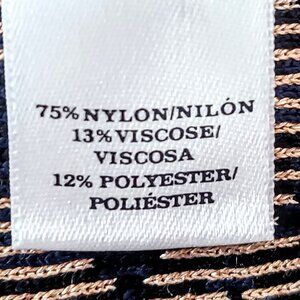 75% NYLON/NILÓN
13% VISCOSE/
VISCOSA
12% POLYESTER/
POLIÉSTER